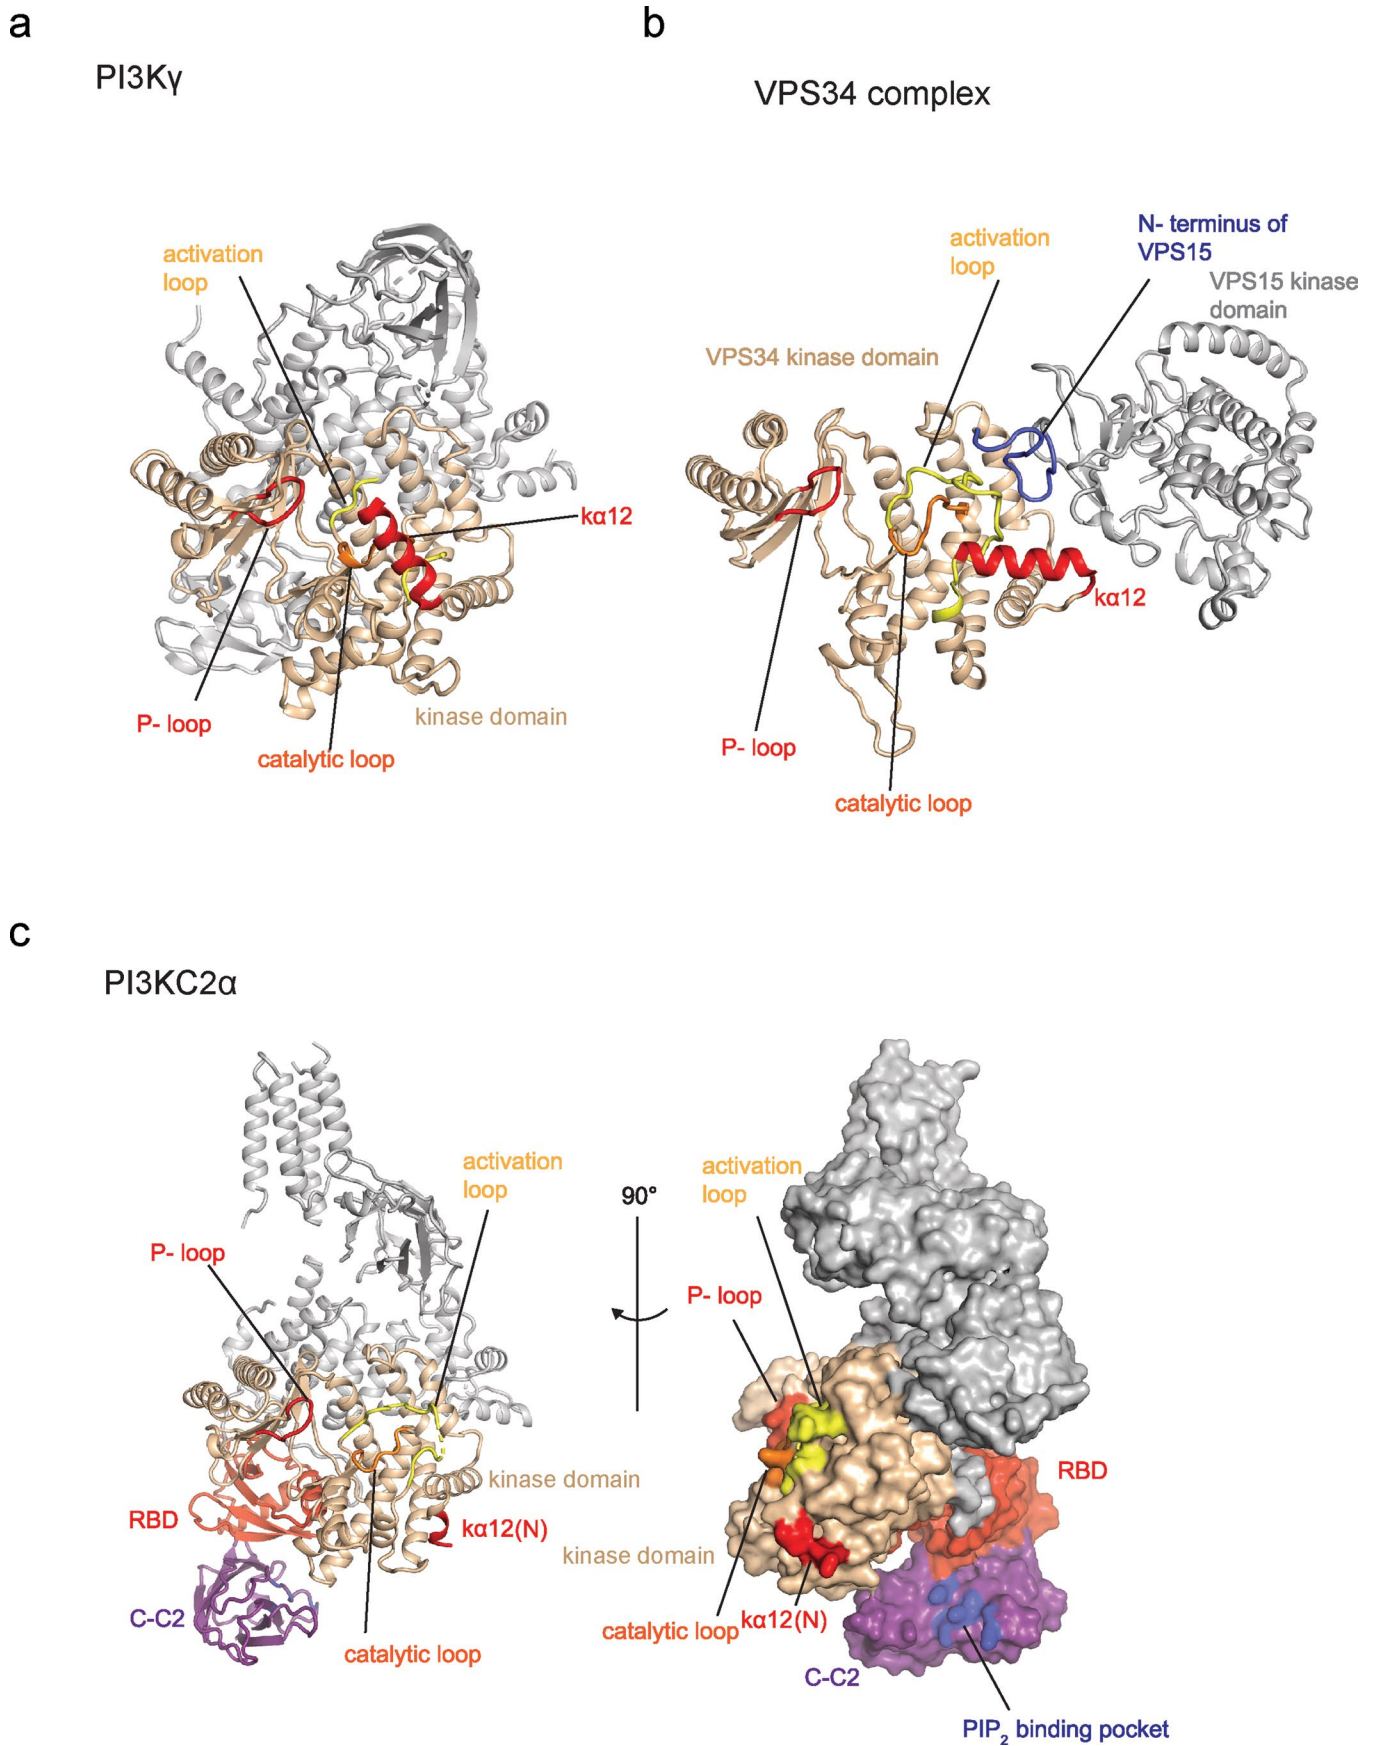 a
b
PI3Kγ
VPS34 complex
activation
loop
kα12
P- loop
kinase domain
catalytic loop
activation
loop
N- terminus of
VPS15
VPS15 kinase
domain
VPS34 kinase domain
kα12
P- loop
catalytic loop
c
PI3KC2α
activation
loop
P- loop
kinase domain
RBD
kα12(N)
C-C2
catalytic loop
90°
activation
loop
P- loop
RBD
kinase domain
catalytic loop
kα12(N)
C-C2
PIP₂ binding pocket